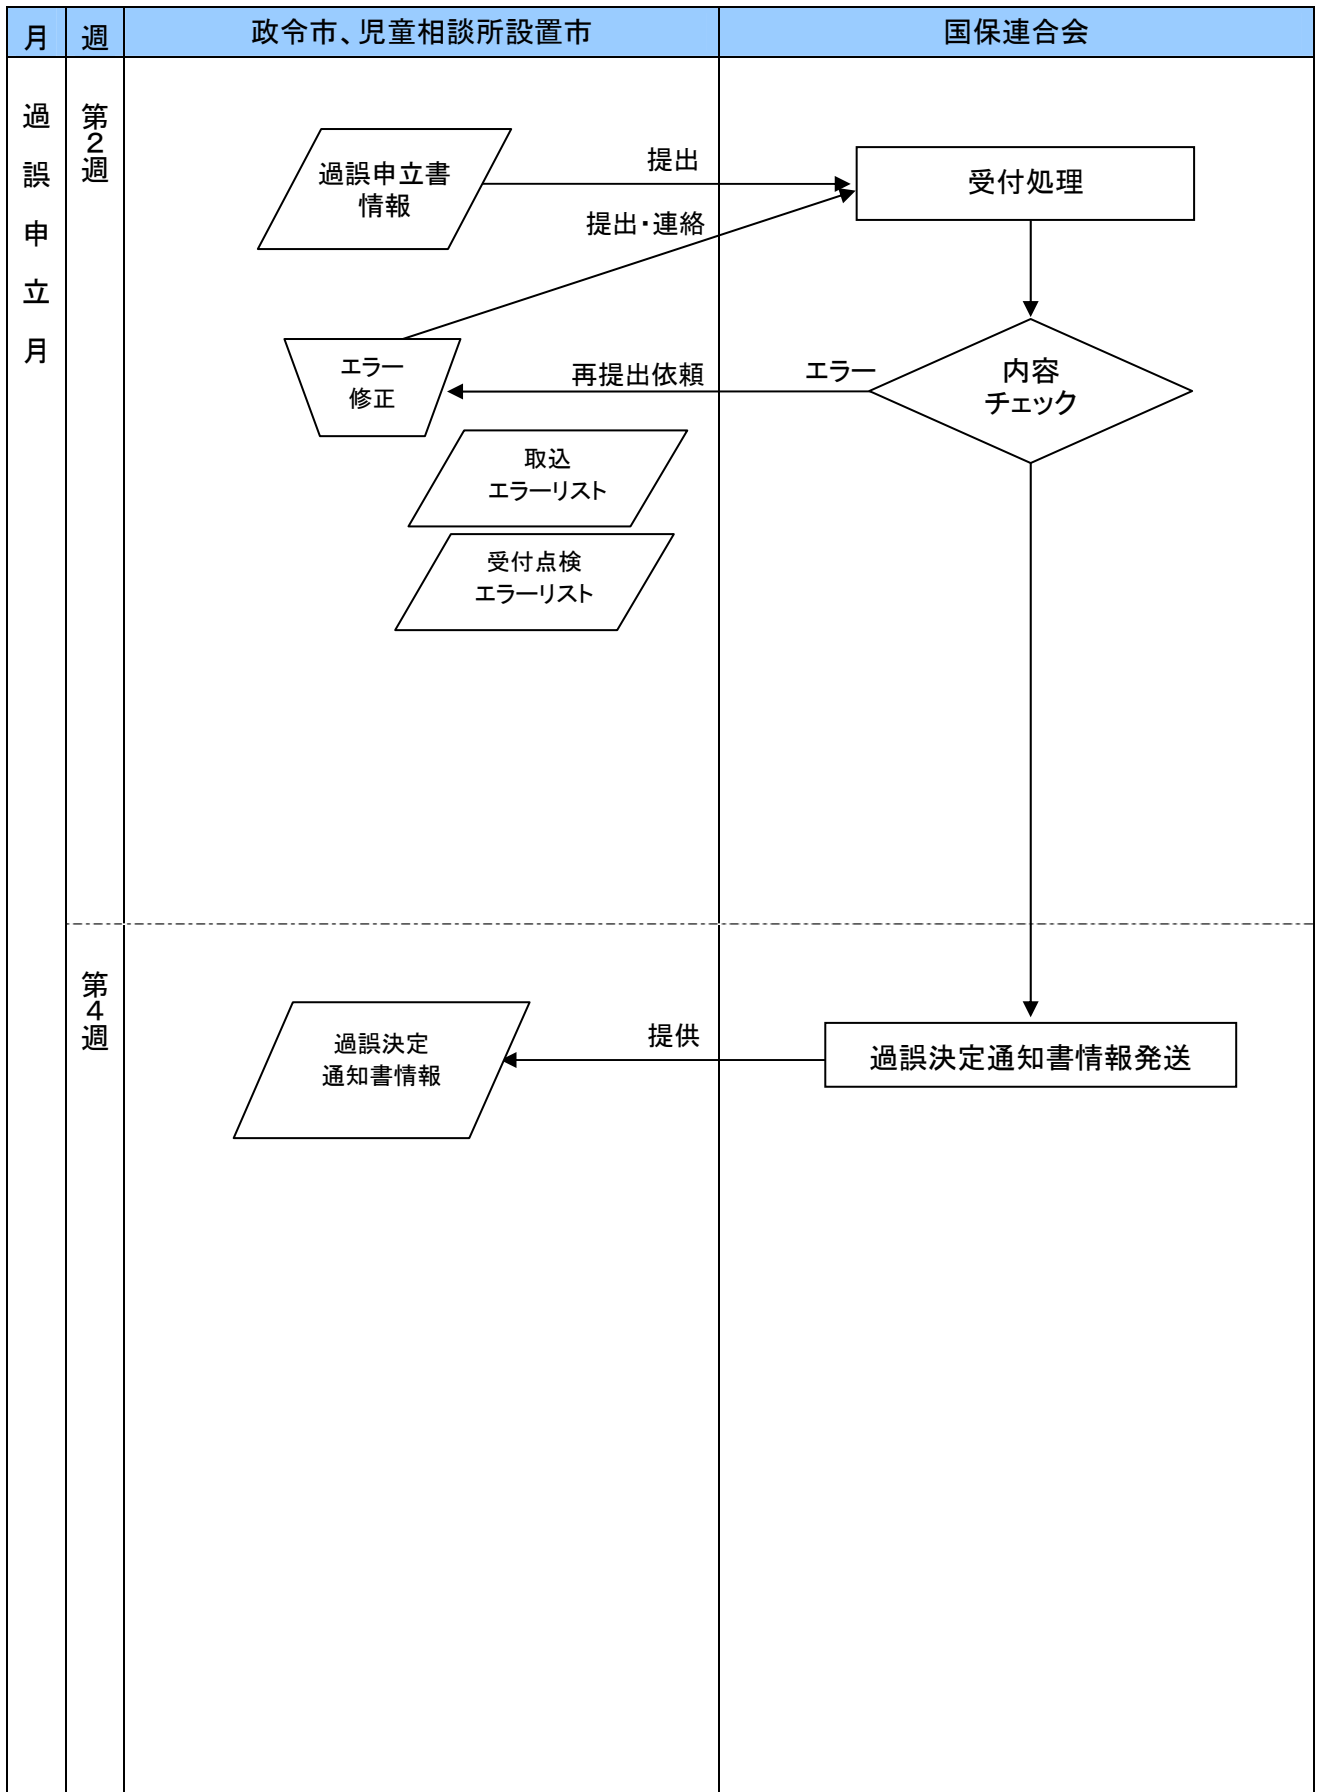 月
週
政令市、児童相談所設置市
国保連合会
過誤申立月
第2週
過誤申立書
情報
提出
受付処理
提出・連絡
エラー
修正
再提出依頼
エラー
内容
チェック
取込
エラーリスト
受付点検
エラーリスト
第4週
過誤決定
通知書情報
提供
過誤決定通知書情報発送